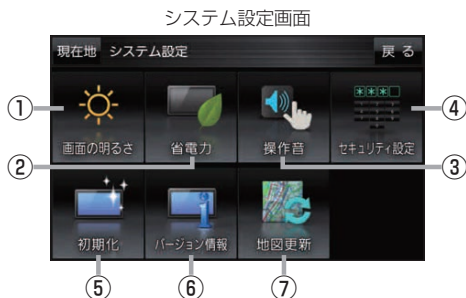 システム設定画面
現在地 システム設定 戻る
① ④
画面の明るさ 省電力 操作音 セキュリティ設定
② ③
初期化 バージョン情報 地図更新
⑤ ⑥ ⑦